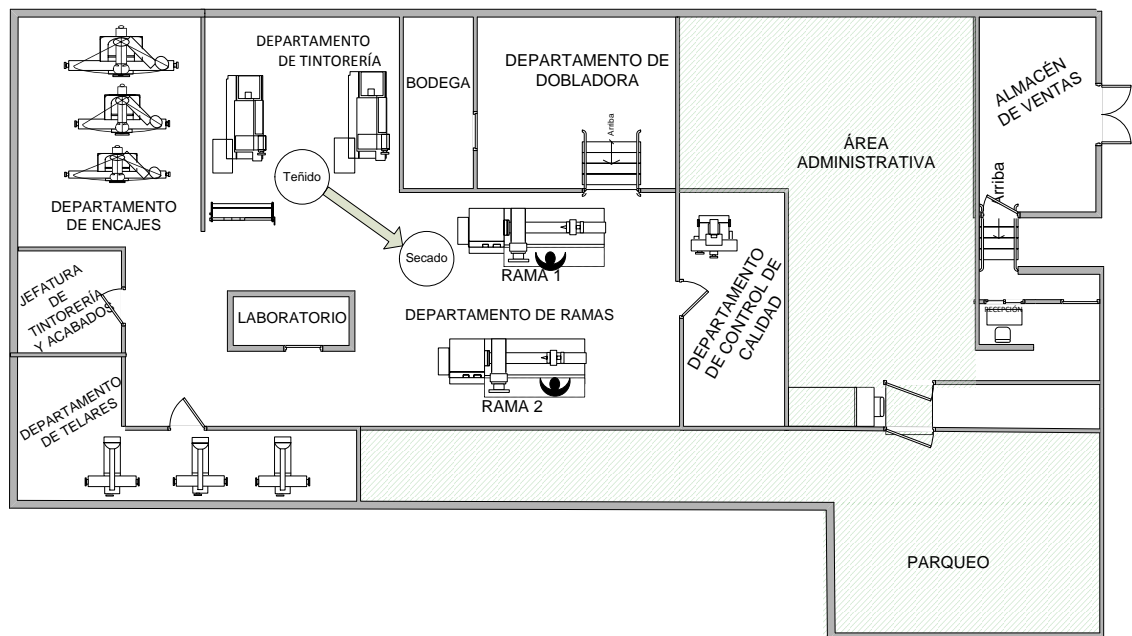 DEPARTAMENTO
DE TINTORERÍA
BODEGA
DEPARTAMENTO DE
DOBLADORA
Arriba
ALMACÉN
DE VENTAS
ÁREA
ADMINISTRATIVA
Arriba
Teñido
DEPARTAMENTO
DE ENCAJES
Secado
RAMA 1
JEFATURA
DE
TINTORERÍA
Y ACABADOS
LABORATORIO
DEPARTAMENTO DE RAMAS
DEPARTAMENTO
DE CONTROL DE
CALIDAD
RECEPCIÓN
RAMA 2
DEPARTAMENTO
DE TELARES
PARQUEO